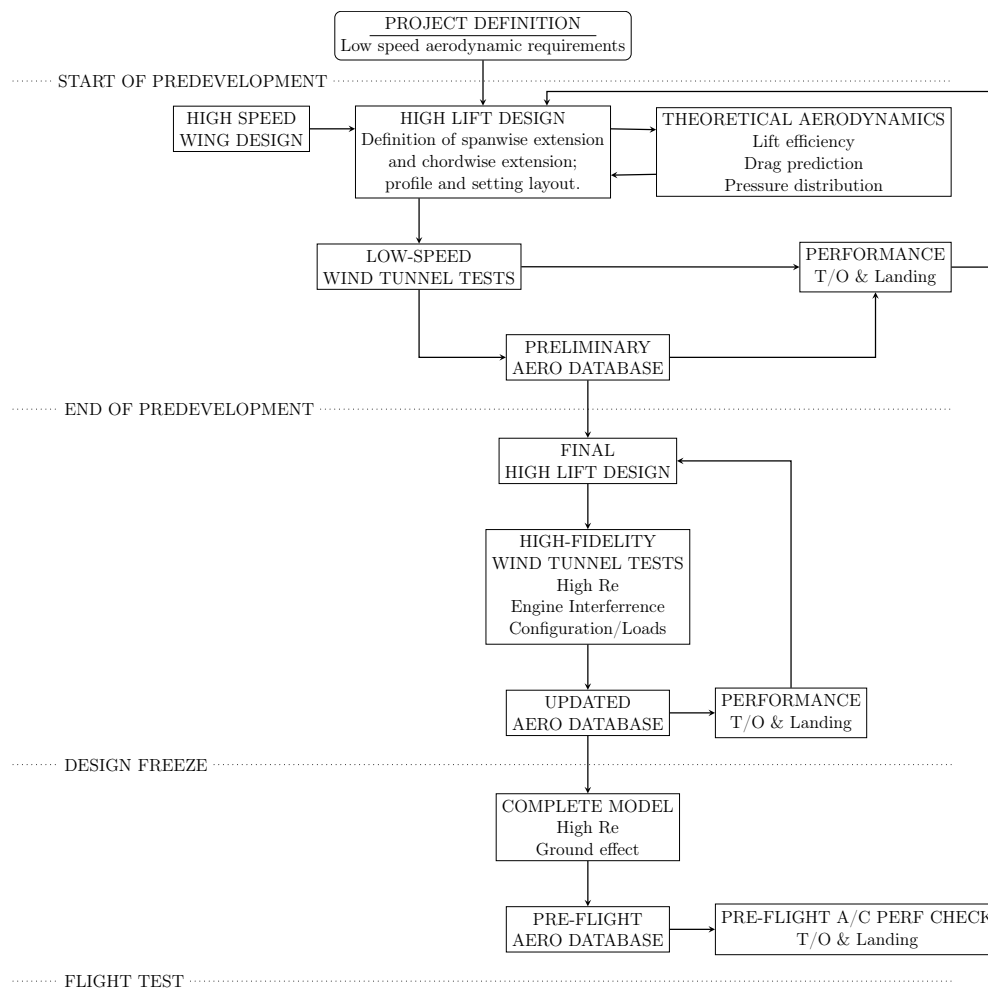 PROJECT DEFINITION
Low speed aerodynamic requirements
START OF PREDEVELOPMENT
HIGH SPEED
WING DESIGN
HIGH LIFT DESIGN
Definition of spanwise extension
and chordwise extension;
profile and setting layout.
THEORETICAL AERODYNAMICS
Lift efficiency
Drag prediction
Pressure distribution
LOW-SPEED
WIND TUNNEL TESTS
PERFORMANCE
T/O & Landing
PRELIMINARY
AERO DATABASE
END OF PREDEVELOPMENT
FINAL
HIGH LIFT DESIGN
HIGH-FIDELITY
WIND TUNNEL TESTS
High Re
Engine Interferrence
Configuration/Loads
UPDATED
AERO DATABASE
PERFORMANCE
T/O & Landing
DESIGN FREEZE
COMPLETE MODEL
High Re
Ground effect
PRE-FLIGHT
AERO DATABASE
PRE-FLIGHT A/C PERF CHECK
T/O & Landing
FLIGHT TEST